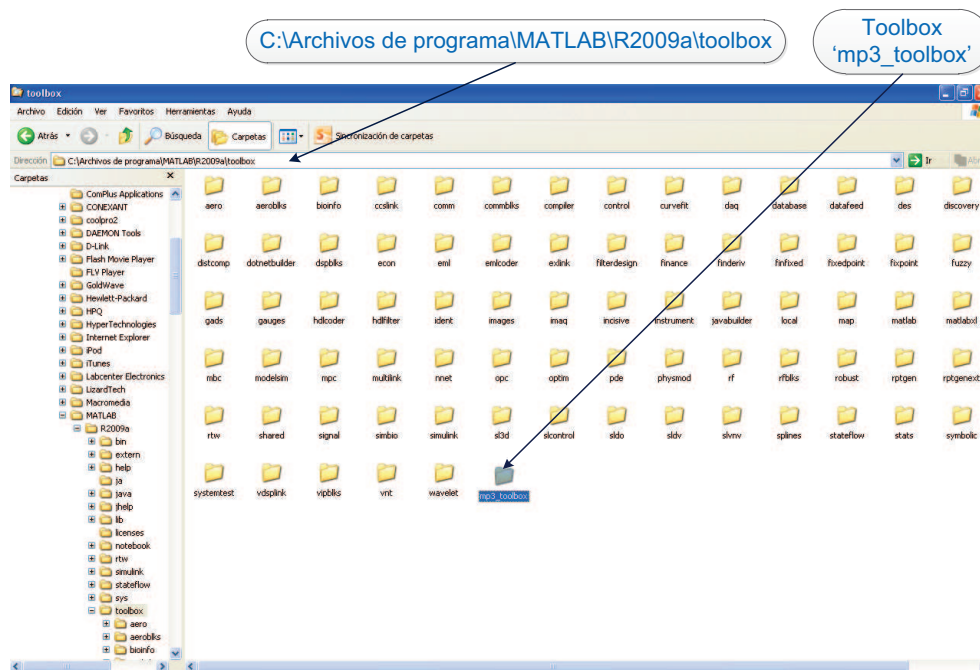 C:\Archivos de programa\MATLAB\R2009a\toolbox
Toolbox
‘mp3_toolbox’
toolbox
Archivo Edición Ver Favoritos Herramientas Ayuda
Atrás Búsqueda Carpetas Sincronización de carpetas
Dirección C:\Archivos de programa\MATLAB\R2009a\toolbox Ir
Carpetas
ComPlus Applications
CONEXANT
coolpro2
DAEMON Tools
D-Link
Flash Movie Player
FLV Player
GoldWave
Hewlett-Packard
HPQ
HyperTechnologies
Internet Explorer
iPod
iTunes
Labcenter Electronics
LizardTech
Macromedia
MATLAB
R2009a
bin
extern
help
ja
java
jhelp
lib
licenses
notebook
rtw
simulink
stateflow
sys
toolbox
aero
aeroblks
bioinfo
aero aeroblks bioinfo ccslink comm commblks compiler control curvefit daq database datafeed des discovery
distcomp dotnetbuilder dspblks econ eml emlcoder exlink filterdesign finance finderiv finfixed fixedpoint fixpoint fuzzy
gads gauges hdlcoder hdlfilter ident images imaq incisive instrument javabuilder local map matlab matlabxl
mbc modelsim mpc multilink nnet opc optim pde physmod rf rfblks robust rptgen rptgenext
rtw shared signal simbio simulink sl3d slcontrol sldo sldv slvnv splines stateflow stats symbolic
systemtest vdsplink vipblks vnt wavelet mp3_toolbox